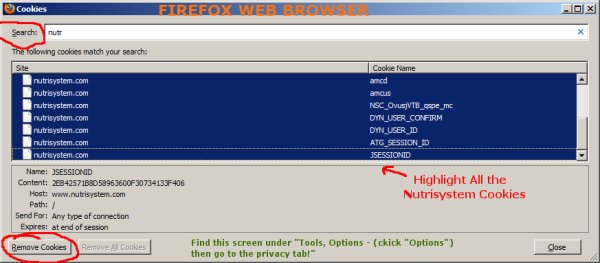 Cookies
FIREFOX WEB BROWSER
Search: nutr
The following cookies match your search:
Site Cookie Name
nutrisystem.com amcd
nutrisystem.com amcus
nutrisystem.com NSC_OvusjVTB_qspe_mc
nutrisystem.com DYN_USER_CONFIRM
nutrisystem.com DYN_USER_ID
nutrisystem.com ATG_SESSION_ID
nutrisystem.com JSESSIONID
Name: JSESSIONID
Content: 2EB42571B8D58963600F30734133F406
Host: www.nutrisystem.com
Path: /
Send For: Any type of connection
Expires: at end of session
Highlight All the
Nutrisystem Cookies
Remove Cookies
Remove All Cookies
Find this screen under "Tools, Options - (ckick "Options")
then go to the privacy tab!"
Close